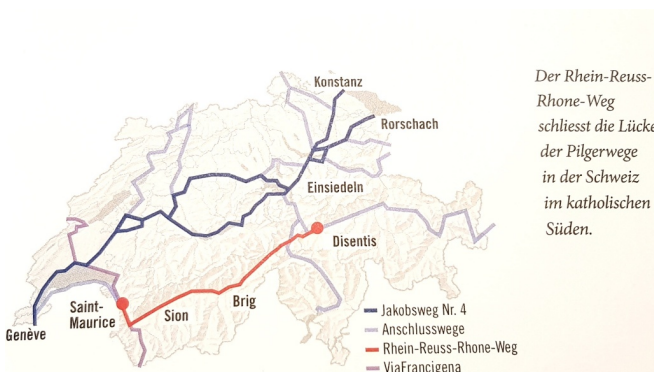 Konstanz
Rorschach
Einsiedeln
Disentis
Brig
Sion
Saint-
Maurice
Genève
Jakobsweg Nr. 4
Anschlusswege
Rhein-Reuss-Rhone-Weg
ViaFrancigena
Der Rhein-Reuss-
Rhone-Weg
schliesst die Lücke
der Pilgerwege
in der Schweiz
im katholischen
Süden.